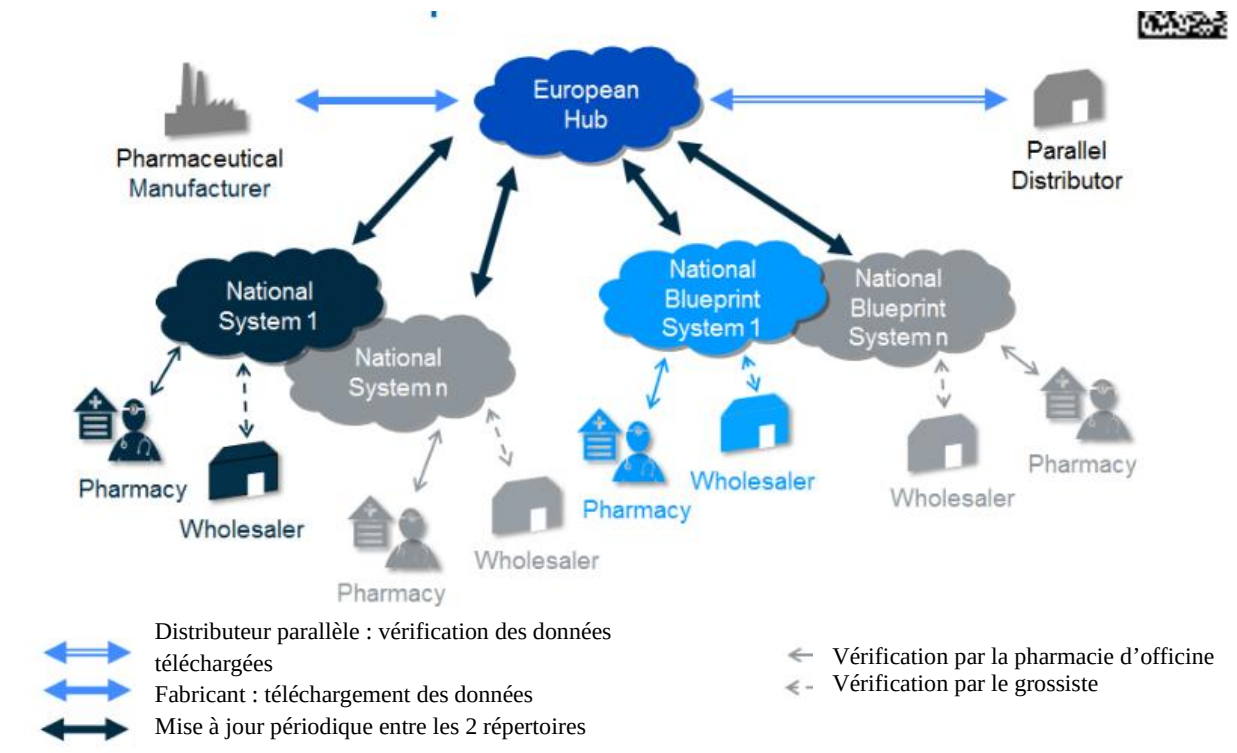 European
Hub
Pharmaceutical
Manufacturer
Parallel
Distributor
National
System 1
National
System n
National
Blueprint
System 1
National
Blueprint
System n
Pharmacy
Wholesaler
Pharmacy
Wholesaler
Pharmacy
Wholesaler
Wholesaler
Pharmacy
Distributeur parallèle : vérification des données
téléchargées
Fabricant : téléchargement des données
Mise à jour périodique entre les 2 répertoires
Vérification par la pharmacie d’officine
Vérification par le grossiste